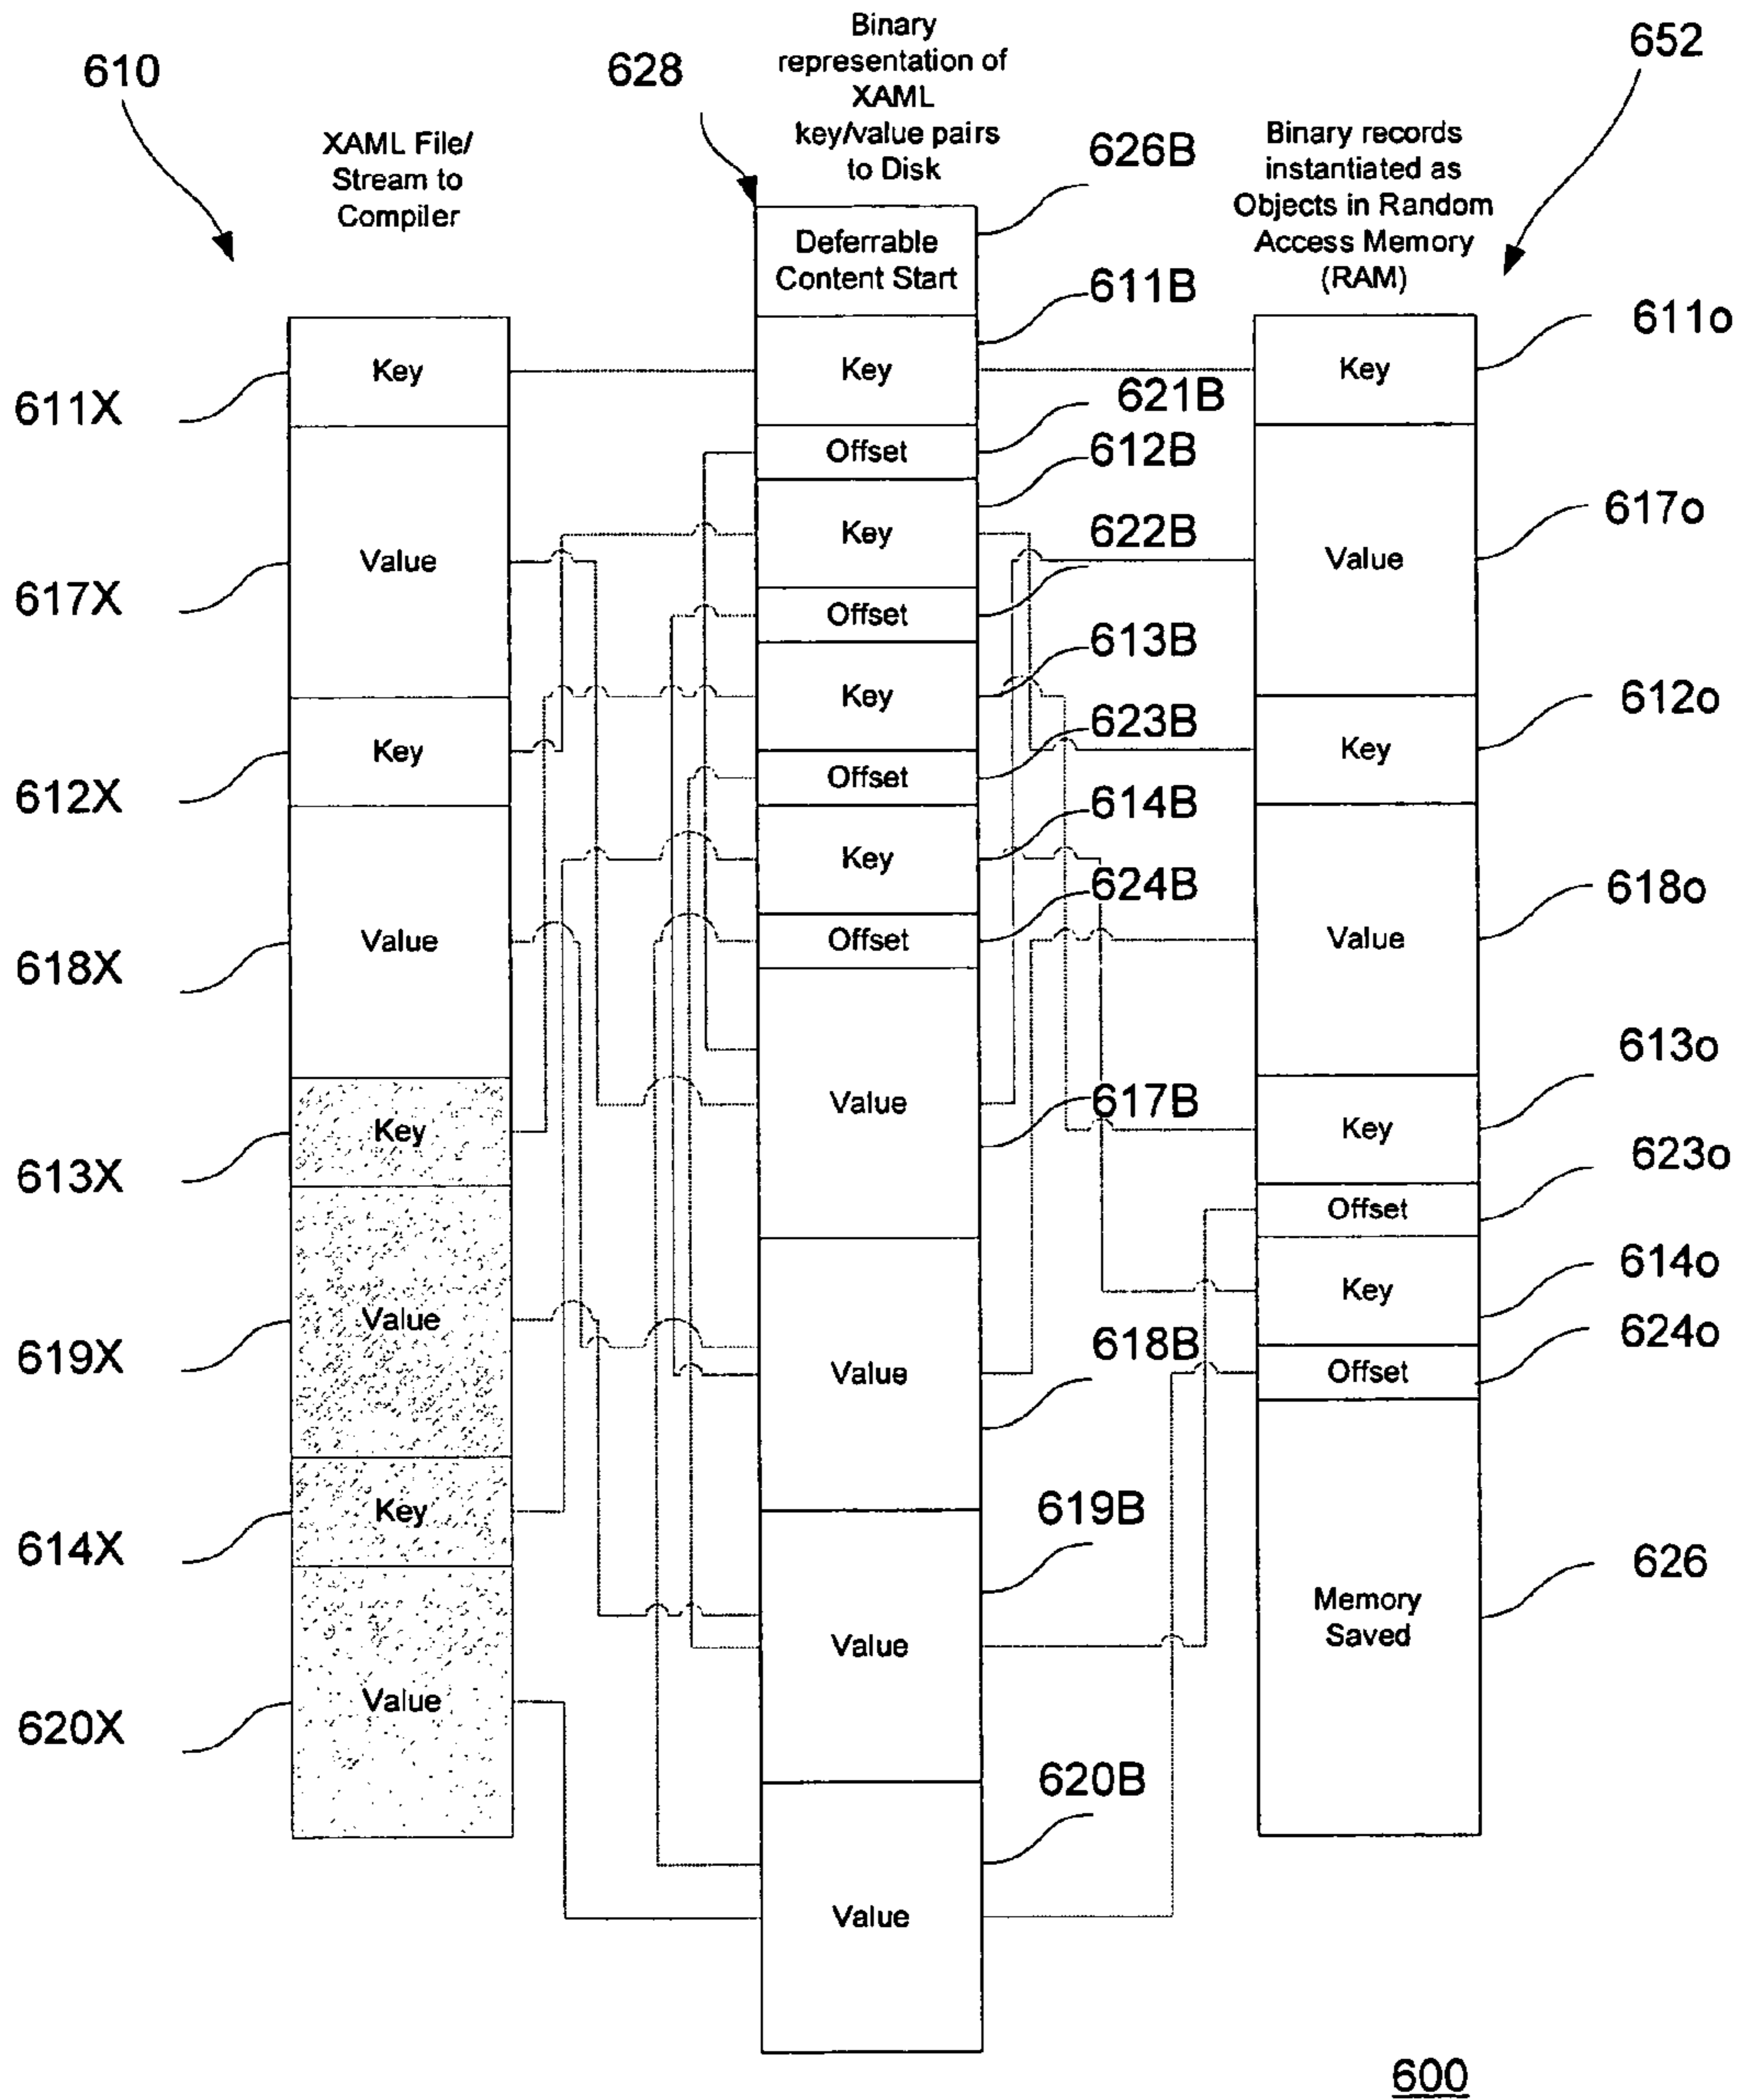 610
XAML File/
Stream to
Compiler
Key
Value
Key
Value
Key
Value
Key
Value
611X
617X
612X
618X
613X
619X
614X
620X
628
Binary
representation of
XAML
key/value pairs
to Disk
Deferrable
Content Start
Key
Offset
Key
Offset
Key
Offset
Key
Offset
Value
Value
Value
Value
626B
611B
621B
612B
622B
613B
623B
614B
624B
617B
618B
619B
620B
652
Binary records
instantiated as
Objects in Random
Access Memory
(RAM)
Key
Value
Key
Value
Key
Offset
Key
Offset
Memory
Saved
611o
617o
612o
618o
613o
623o
614o
624o
626
600